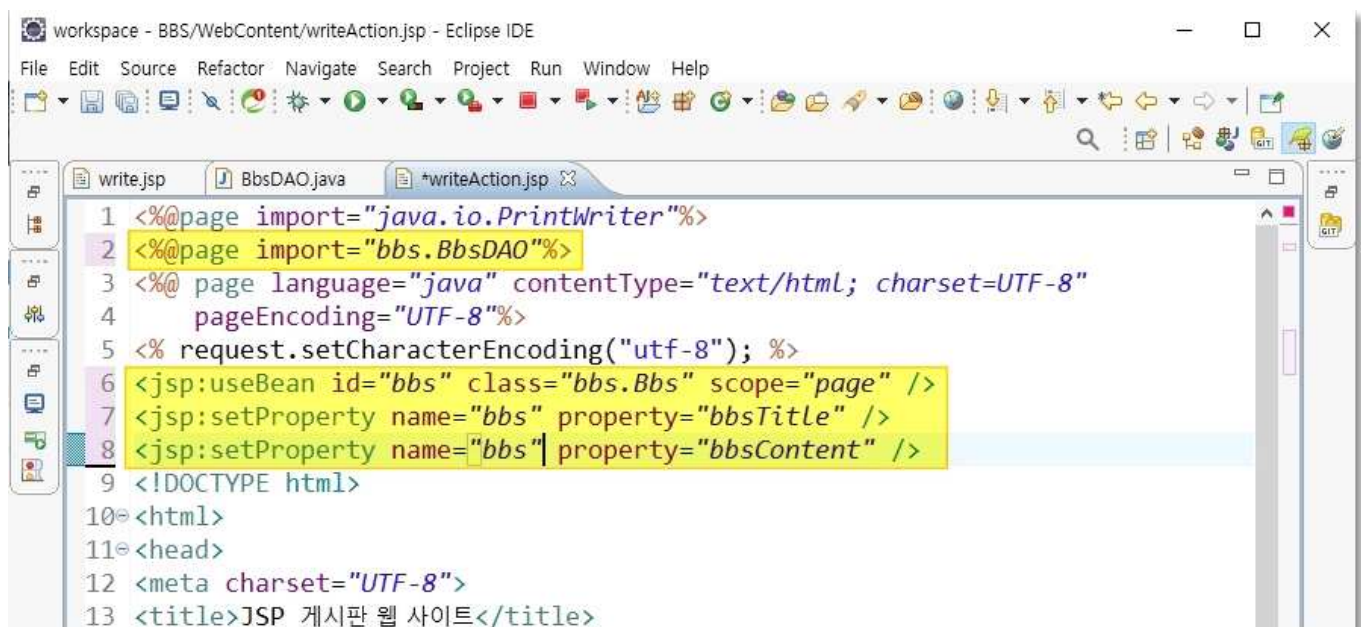 workspace - BBS/WebContent/writeAction.jsp - Eclipse IDE
File Edit Source Refactor Navigate Search Project Run Window Help
write.jsp BbsDAO.java *writeAction.jsp
1 <%@page import="java.io.PrintWriter"%>
2 <%@page import="bbs.BbsDAO"%>
3 <%@ page language="java" contentType="text/html; charset=UTF-8"
4 pageEncoding="UTF-8"%>
5 <% request.setCharacterEncoding("utf-8"); %>
6 <jsp:useBean id="bbs" class="bbs.Bbs" scope="page" />
7 <jsp:setProperty name="bbs" property="bbsTitle" />
8 <jsp:setProperty name="bbs" property="bbsContent" />
9 <!DOCTYPE html>
10 <html>
11 <head>
12 <meta charset="UTF-8">
13 <title>JSP 게시판 웹 사이트</title>